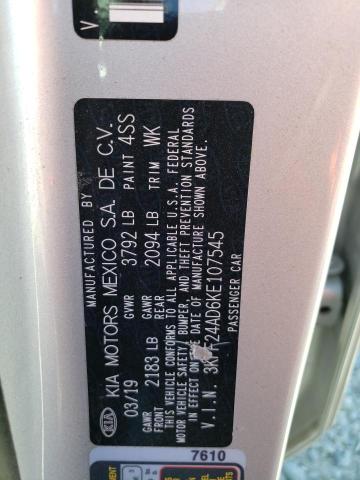 V
MANUFACTURED BY
KIA KIA MOTORS MEXICO S.A. DE C.V.
03/19 GVWR 3792 LB PAINT 4SS
GAWR FRONT 2183 LB GAWR REAR 2094 LB TRIM WK
THIS VEHICLE CONFORMS TO ALL APPLICABLE U.S.A. FEDERAL
MOTOR VEHICLE SAFETY, BUMPER, AND THEFT PREVENTION STANDARDS
IN EFFECT ON THE DATE OF MANUFACTURE SHOWN ABOVE.
V.I.N. 24AD6KE107545
PASSENGER CAR
7610